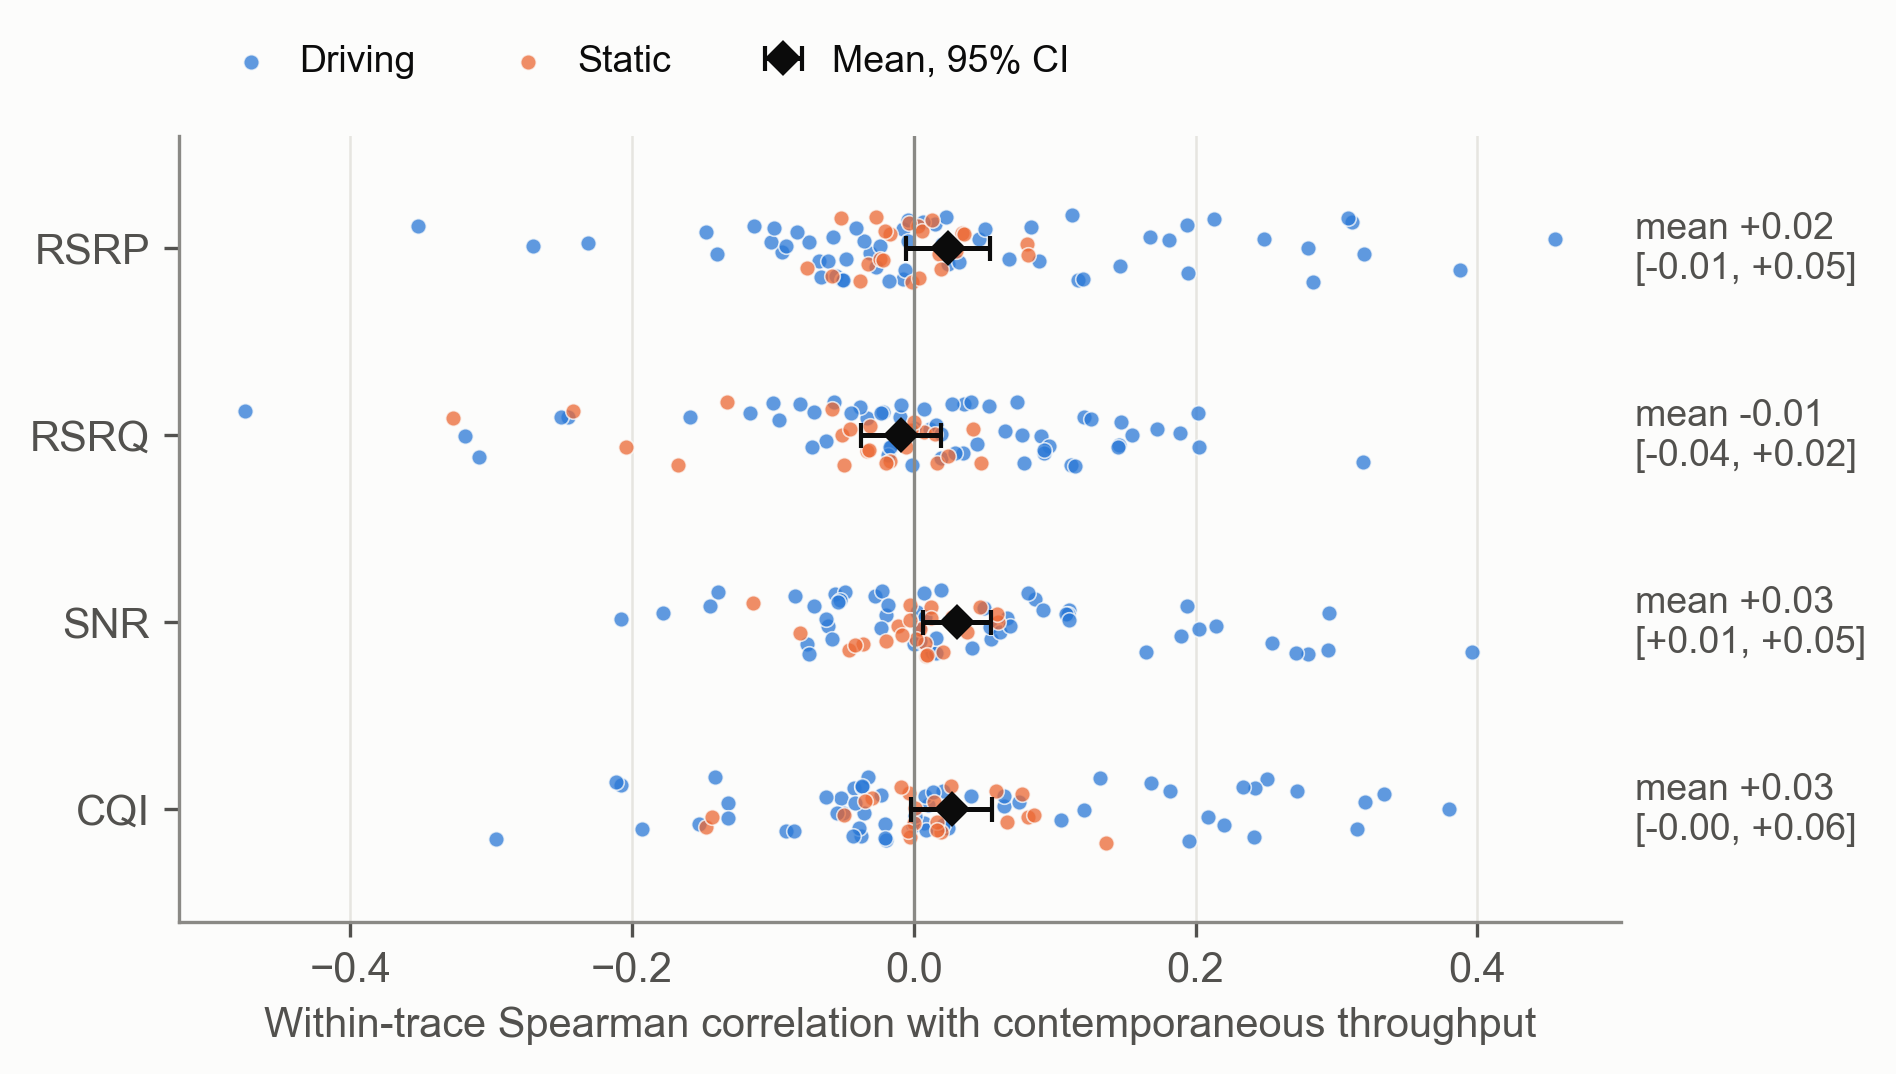 Driving
Static
Mean, 95% CI
RSRP
mean +0.02
[-0.01, +0.05]
RSRQ
mean -0.01
[-0.04, +0.02]
SNR
mean +0.03
[+0.01, +0.05]
CQI
mean +0.03
[-0.00, +0.06]
−0.4
−0.2
0.0
0.2
0.4
Within-trace Spearman correlation with contemporaneous throughput